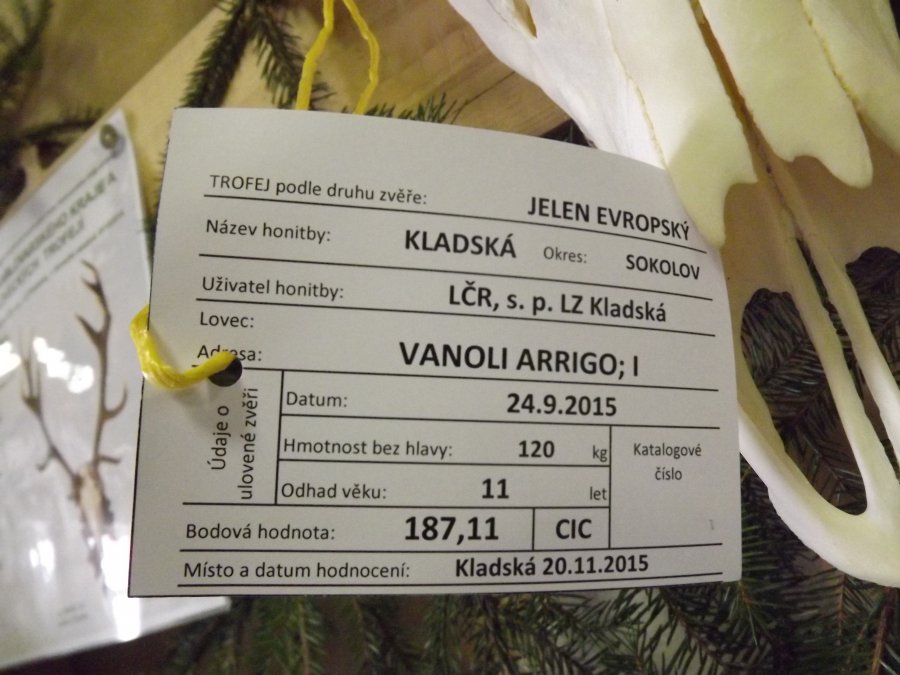 TROFEJ podle druhu zvěře: JELEN EVROPSKÝ
Název honitby: KLADSKÁ Okres: SOKOLOV
Uživatel honitby: LČR, s. p. LZ Kladská
Lovec:
Adresa: VANOLI ARRIGO; I
Údaje o
ulovené zvěři
Datum: 24.9.2015
Hmotnost bez hlavy: 120 kg
Odhad věku: 11 let
Katalogové
číslo
Bodová hodnota: 187,11 CIC
Místo a datum hodnocení: Kladská 20.11.2015
TROFEJÍ